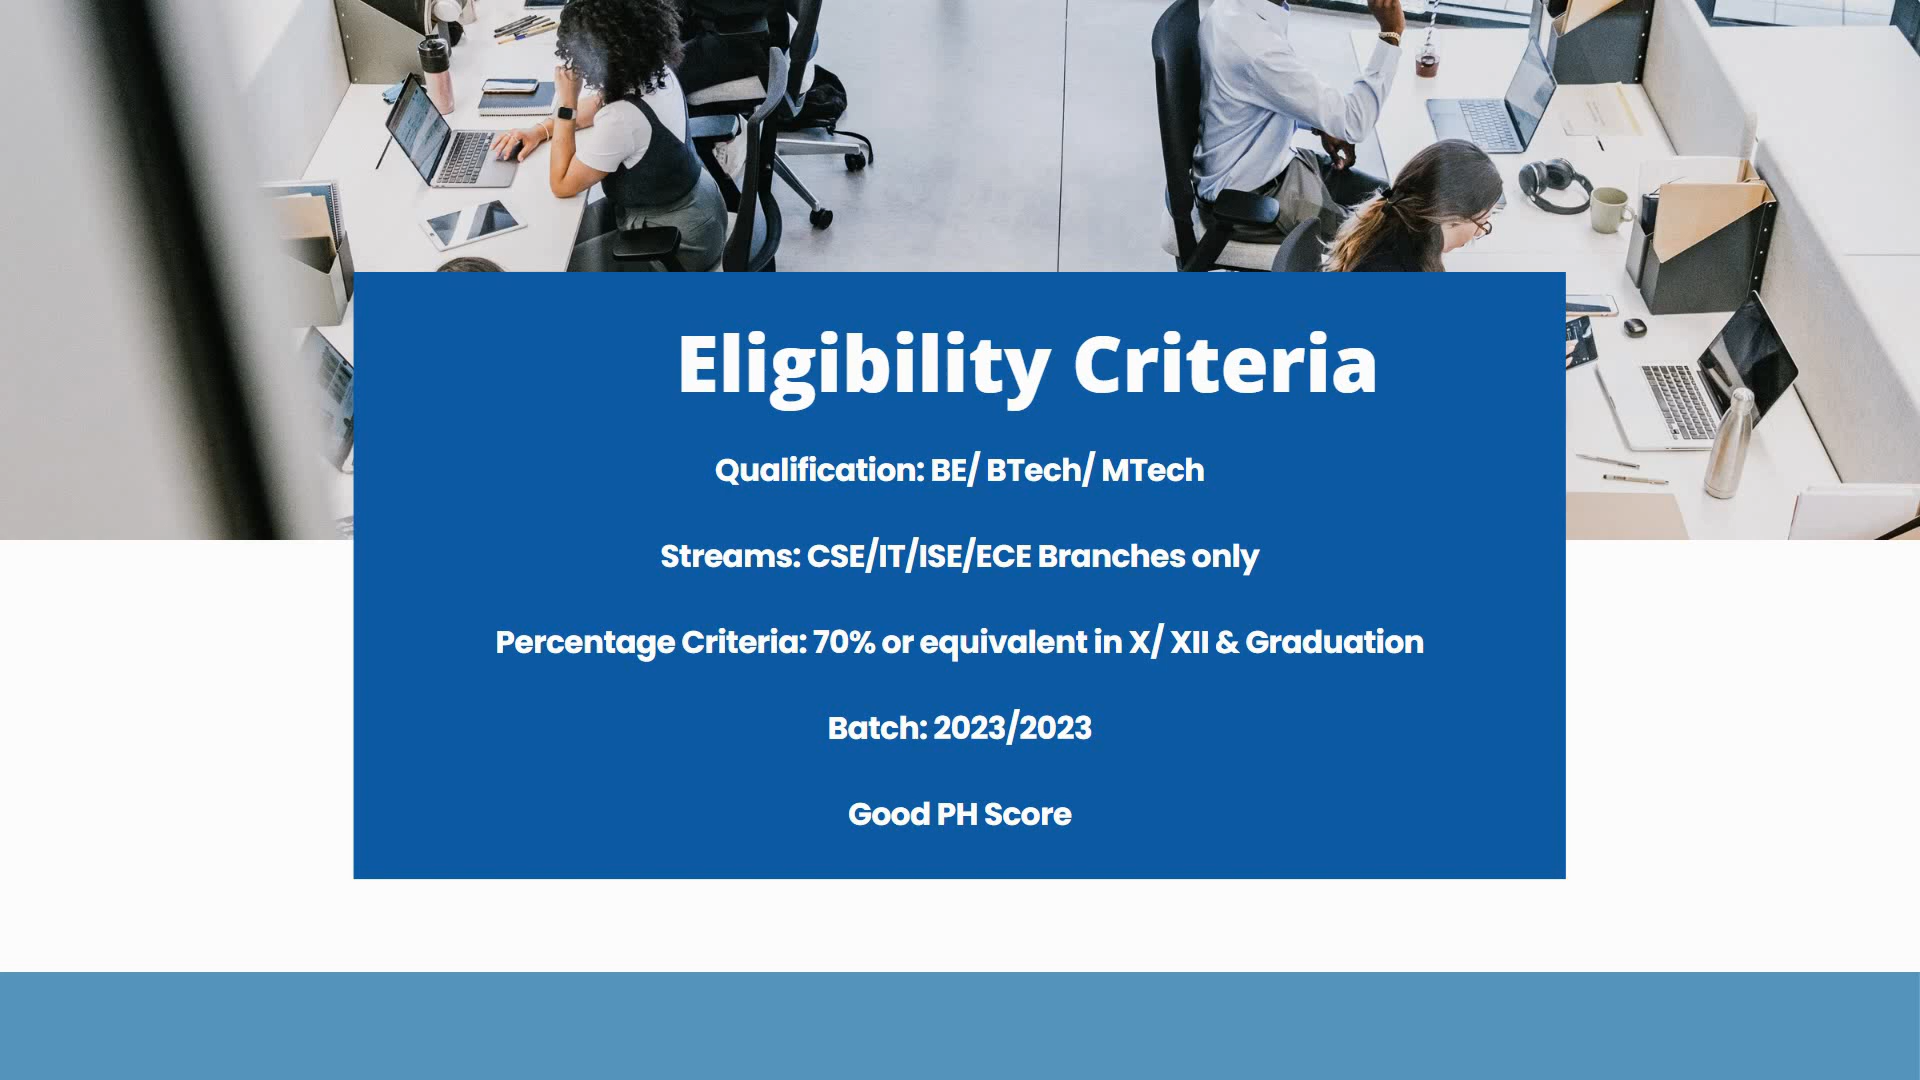 Eligibility Criteria
Qualification: BE/ BTech/ MTech
Streams: CSE/IT/ISE/ECE Branches only
Percentage Criteria: 70% or equivalent in X/ XII & Graduation
Batch: 2023/2023
Good PH Score